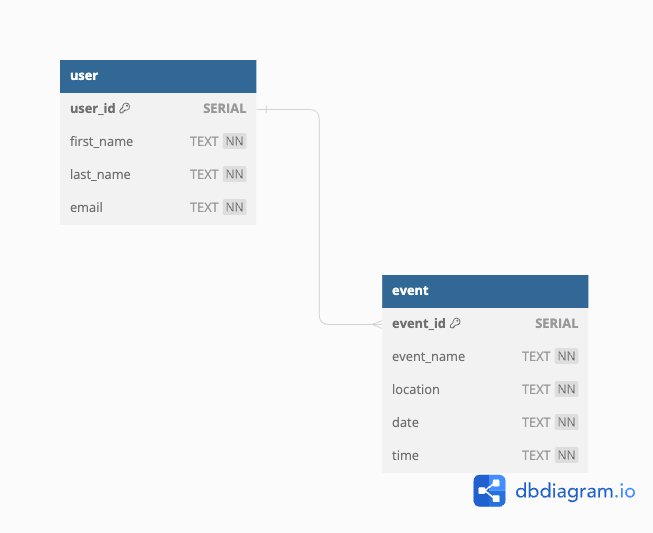 user
user_id SERIAL
first_name TEXT NN
last_name TEXT NN
email TEXT NN
event
event_id SERIAL
event_name TEXT NN
location TEXT NN
date TEXT NN
time TEXT NN
dbdiagram.io